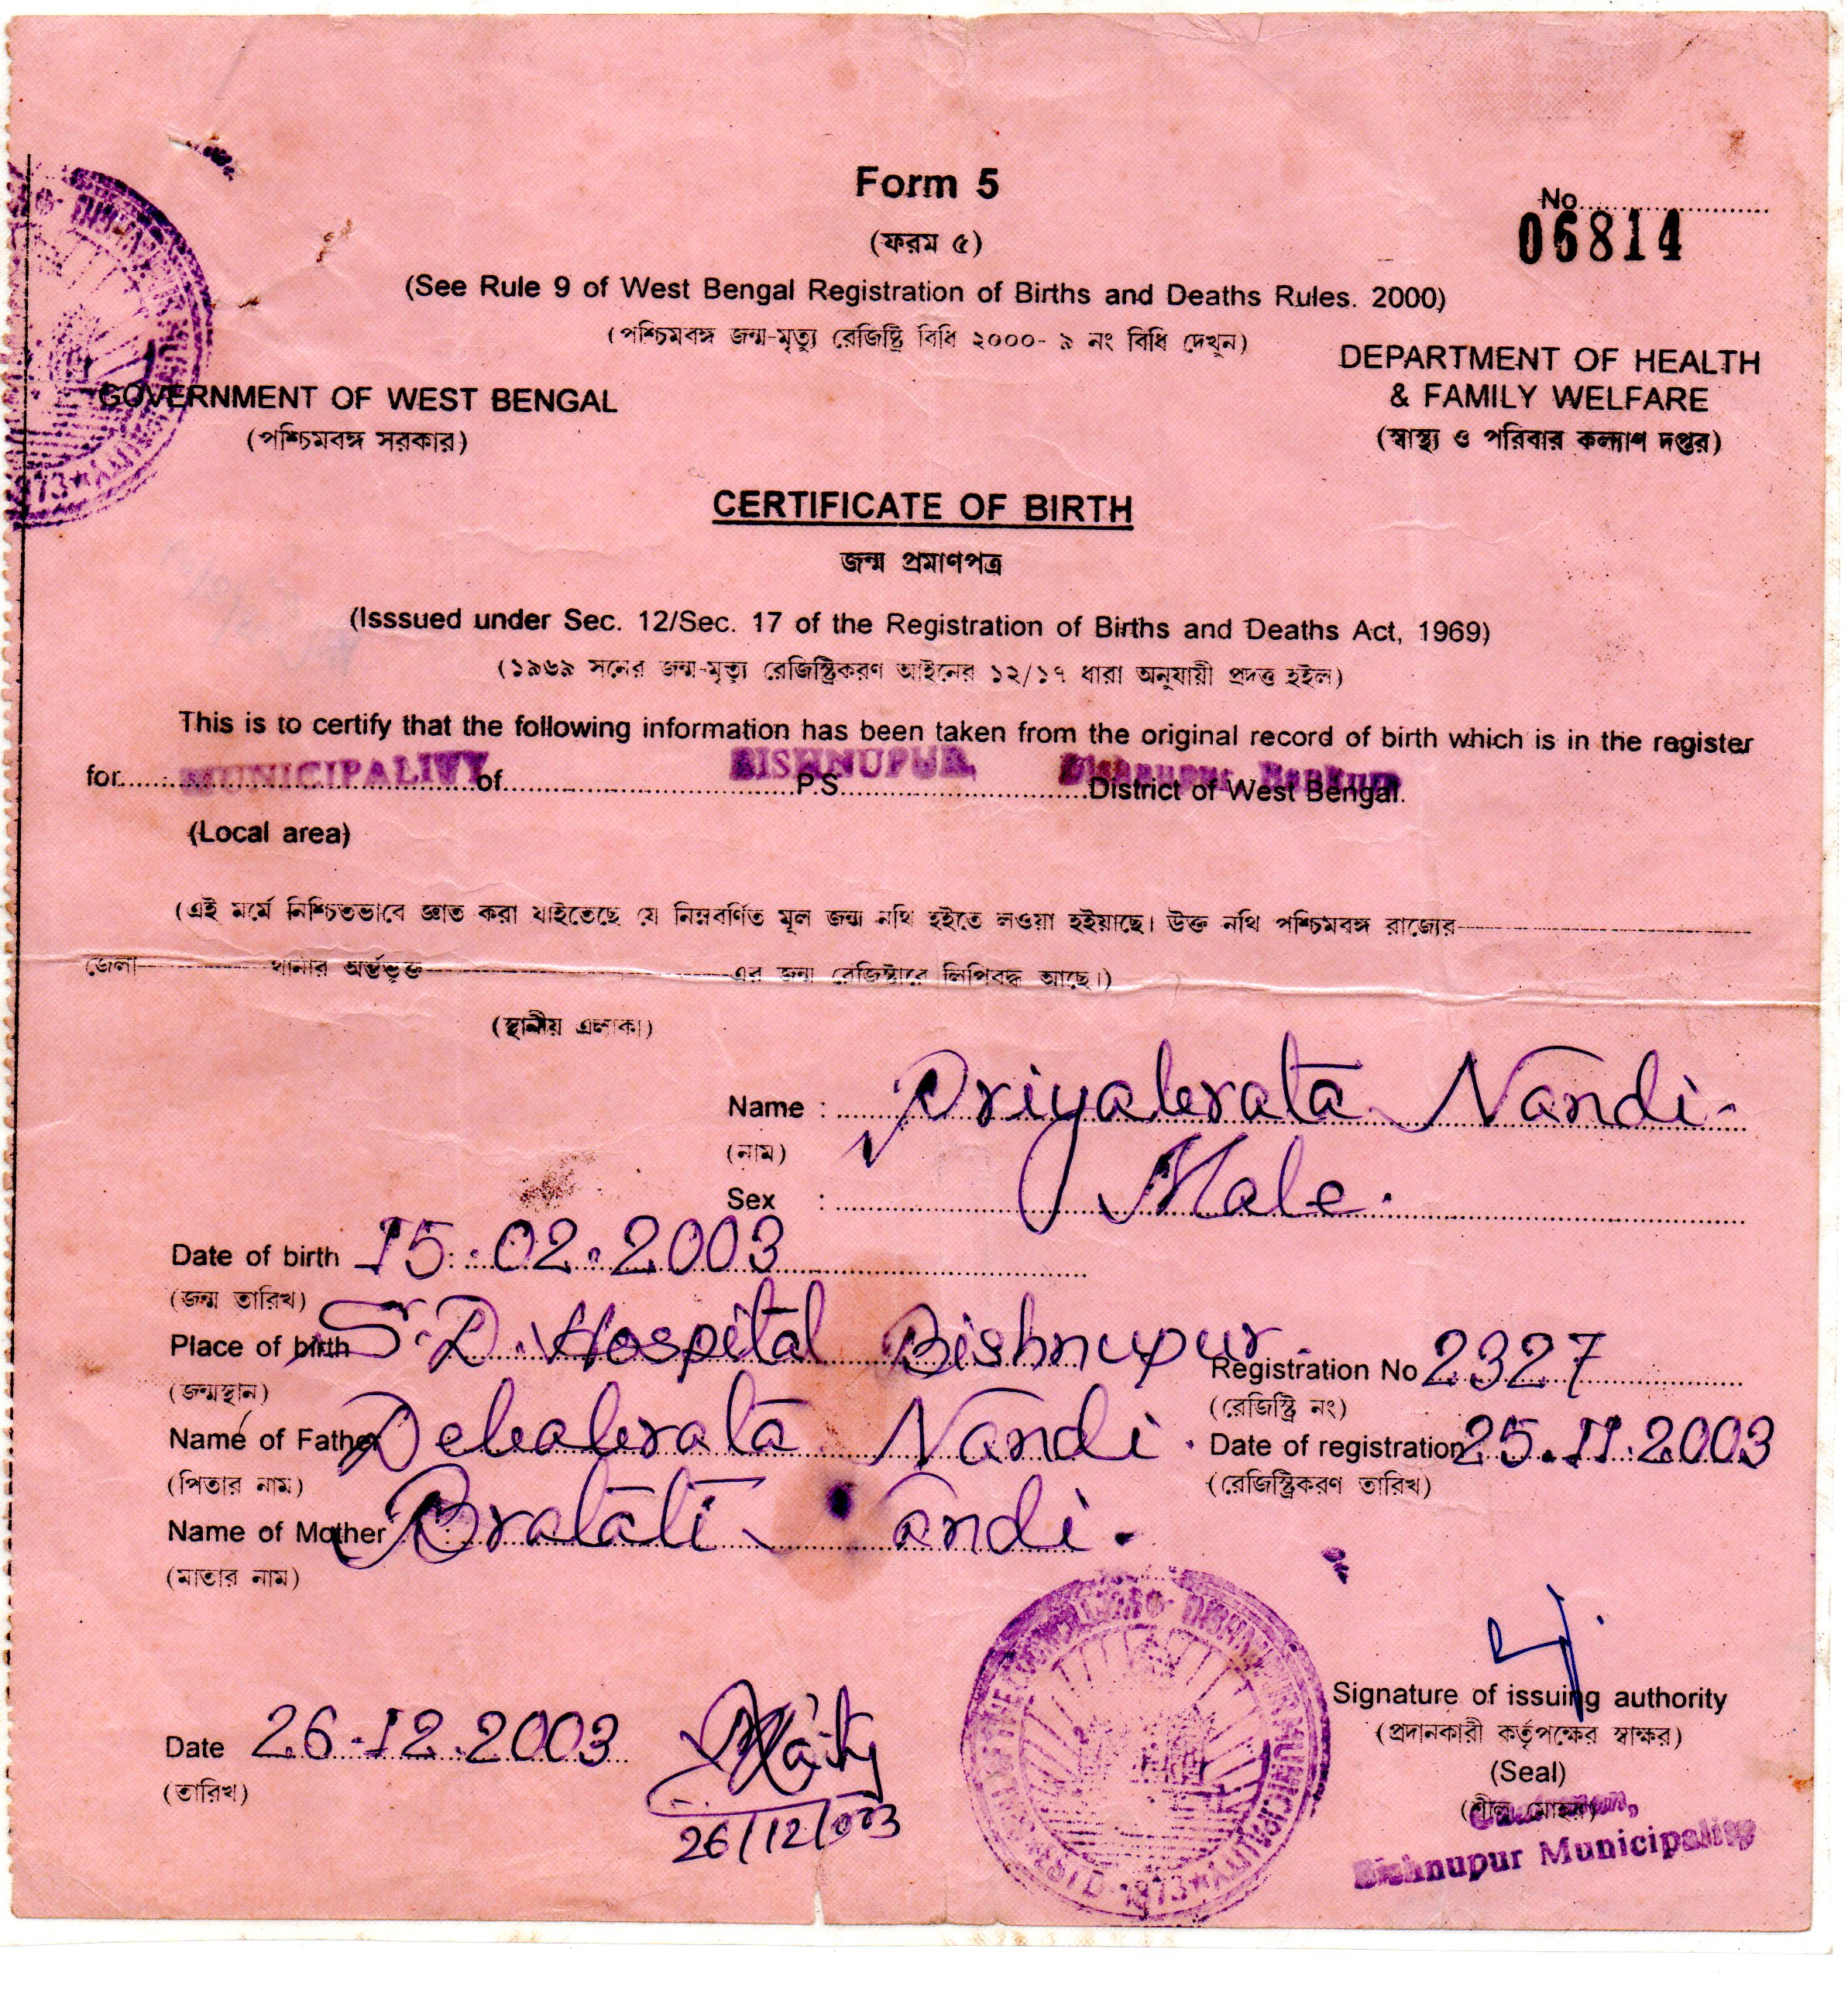 Form 5
No
06814
(ফরম ৫)
(See Rule 9 of West Bengal Registration of Births and Deaths Rules. 2000)
(পশ্চিমবঙ্গ জন্ম-মৃত্যু রেজিষ্ট্রি বিধি ২০০০- ৯ নং বিধি দেখুন)
GOVERNMENT OF WEST BENGAL
(পশ্চিমবঙ্গ সরকার)
DEPARTMENT OF HEALTH
& FAMILY WELFARE
(স্বাস্থ্য ও পরিবার কল্যাণ দপ্তর)
CERTIFICATE OF BIRTH
জন্ম প্রমাণপত্র
(Isssued under Sec. 12/Sec. 17 of the Registration of Births and Deaths Act, 1969)
(১৯৬৯ সনের জন্ম-মৃত্যু রেজিস্ট্রিকরণ আইনের ১২/১৭ ধারা অনুযায়ী প্রদত্ত হইল)
This is to certify that the following information has been taken from the original record of birth which is in the register
for MUNICIPALITY of BISHNUPUR P.S. Bishnupur, Bankura District of West Bengal.
(Local area)
(এই মর্মে নিশ্চিতভাবে জ্ঞাত করা যাইতেছে যে নিম্নবর্ণিত মূল জন্ম নথি হইতে লওয়া হইয়াছে। উক্ত নথি পশ্চিমবঙ্গ রাজ্যের
জেলা থানার অর্ন্তভূক্ত এর জন্ম রেজিষ্টারে লিপিবদ্ধ আছে।)
(স্থানীয় এলাকা)
Name : Priyabrata Nandi
(নাম)
Sex : Male.
Date of birth 15.02.2003
(জন্ম তারিখ)
Place of birth S.D. Hospital Bishnupur
(জন্মস্থান)
Registration No 2327
(রেজিস্ট্রি নং)
Name of Father Debabrata Nandi.
(পিতার নাম)
Date of registration 25.11.2003
(রেজিস্ট্রিকরণ তারিখ)
Name of Mother Bratati Nandi.
(মাতার নাম)
Signature of issuing authority
(প্রদানকারী কর্তৃপক্ষের স্বাক্ষর)
(Seal)
(শীল মোহর)
Chairman,
Bishnupur Municipality
Date 26.12.2003
(তারিখ)
26/12/003
BISHNUPUR MUNICIPALITY
1873